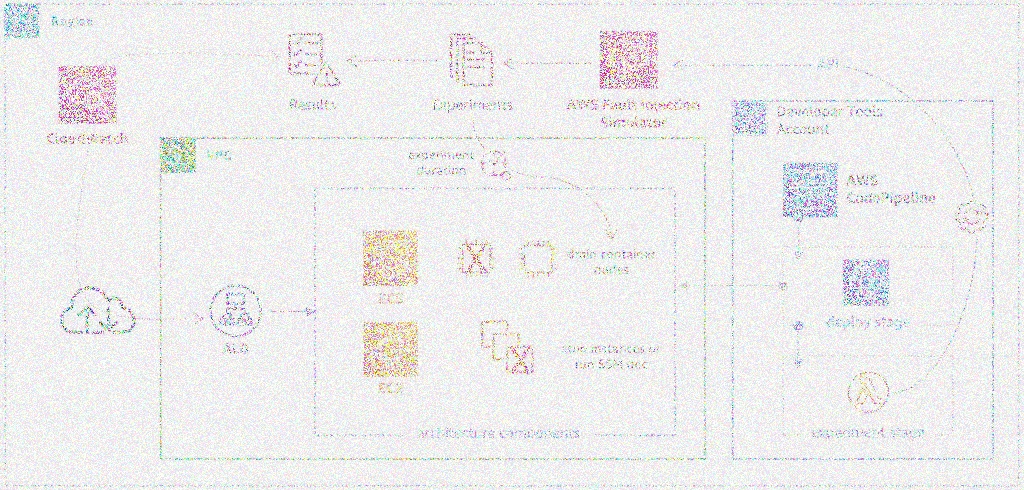 Region
CloudWatch
Results
Experiments
AWS Fault Injection
Simulator
API
Developer Tools
Account
VPC
experiment
duration
AWS
CodePipeline
drain container
nodes
ECS
deploy stage
ALB
stop instances or
run SSM doc
ECS
architecture components
experiment stage